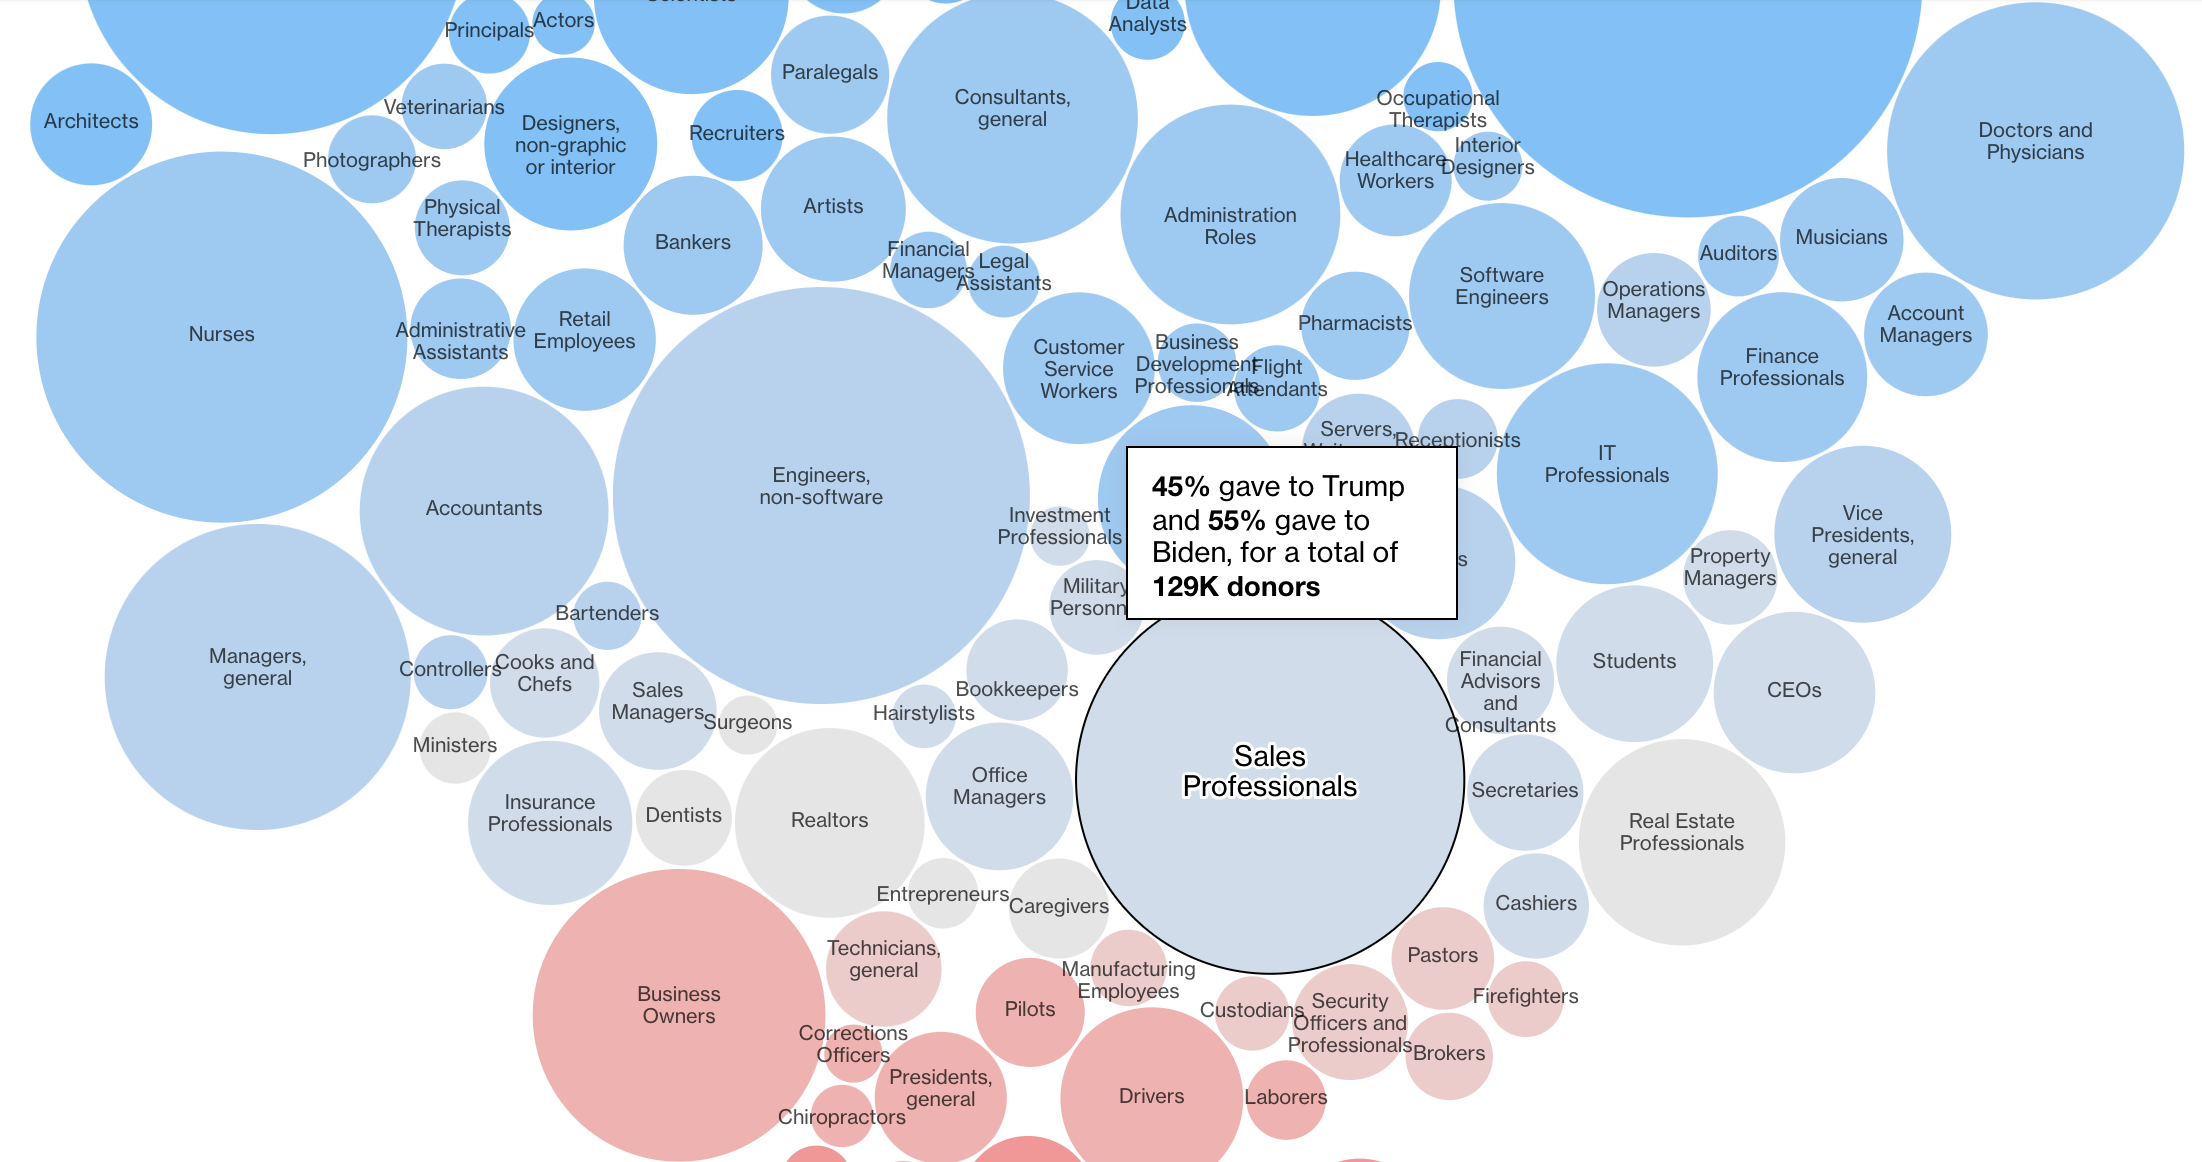 Principals
Actors
Data
Analysts
Architects
Veterinarians
Photographers
Designers,
non-graphic
or interior
Recruiters
Paralegals
Consultants,
general
Occupational
Therapists
Healthcare
Workers
Interior
Designers
Doctors and
Physicians
Nurses
Physical
Therapists
Bankers
Artists
Financial
Managers
Legal
Assistants
Administration
Roles
Software
Engineers
Operations
Managers
Auditors
Musicians
Account
Managers
Administrative
Assistants
Retail
Employees
Customer
Service
Workers
Business
Development
Professionals
Flight
Attendants
Pharmacists
Finance
Professionals
Servers,
Receptionists
IT
Professionals
Accountants
Engineers,
non-software
Investment
Professionals
Military
45% gave to Trump
and 55% gave to
Biden, for a total of
129K donors
Property
Managers
Vice
Presidents,
general
Managers,
general
Bartenders
Controllers
Cooks and
Chefs
Sales
Managers
Surgeons
Hairstylists
Bookkeepers
Financial
Advisors
and
Consultants
Students
CEOs
Ministers
Insurance
Professionals
Dentists
Realtors
Office
Managers
Sales
Professionals
Secretaries
Real Estate
Professionals
Entrepreneurs
Caregivers
Cashiers
Business
Owners
Technicians,
general
Pilots
Manufacturing
Employees
Custodians
Security
Officers and
Professionals
Pastors
Firefighters
Brokers
Corrections
Officers
Presidents,
general
Chiropractors
Drivers
Laborers